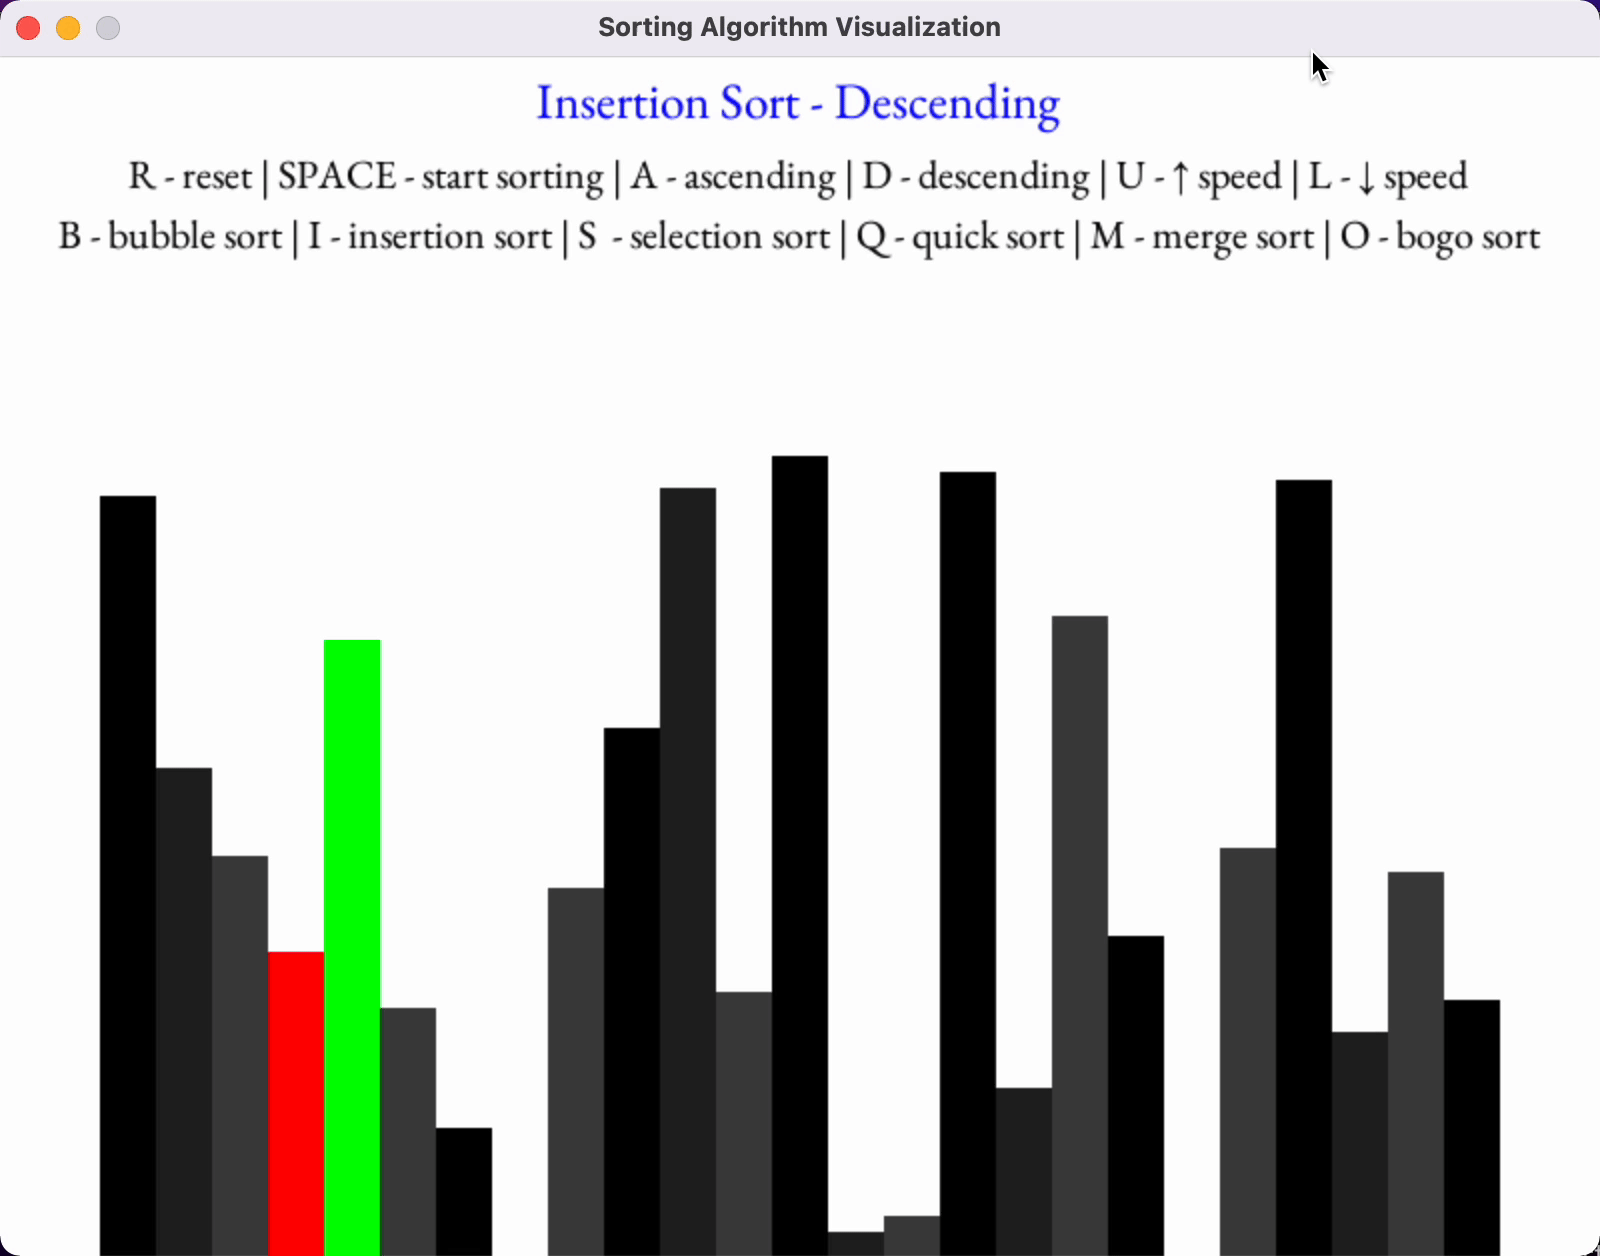 Sorting Algorithm Visualization
Insertion Sort - Descending
R - reset | SPACE - start sorting | A - ascending | D - descending | U - ↑ speed | L - ↓ speed
B - bubble sort | I - insertion sort | S  - selection sort | Q - quick sort | M - merge sort | O - bogo sort